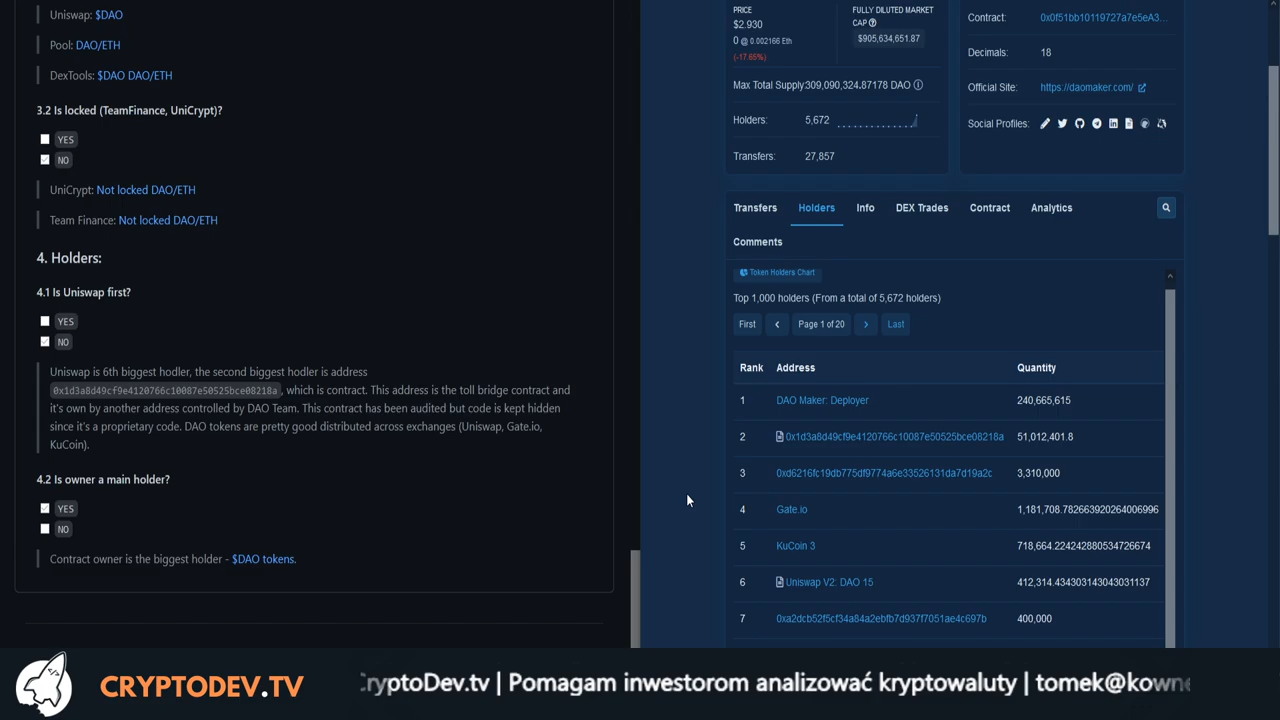 Uniswap: $DAO
Pool: DAO/ETH
DexTools: $DAO DAO/ETH
3.2 Is locked (TeamFinance, UniCrypt)?
YES
NO
UniCrypt: Not locked DAO/ETH
Team Finance: Not locked DAO/ETH
4. Holders:
4.1 Is Uniswap first?
YES
NO
Uniswap is 6th biggest hodler, the second biggest hodler is address
0x1d3a8d49cf9e4120766c10087e50525bce08218a, which is contract. This address is the toll bridge contract and
it's own by another address controlled by DAO Team. This contract has been audited but code is kept hidden
since it's a proprietary code. DAO tokens are pretty good distributed across exchanges (Uniswap, Gate.io,
KuCoin).
4.2 Is owner a main holder?
YES
NO
Contract owner is the biggest holder - $DAO tokens.
PRICE
$2.930
0 @ 0.002166 Eth
(-17.65%)
FULLY DILUTED MARKET
CAP
$905,634,651.87
Max Total Supply:309,090,324.87178 DAO
Holders: 5,672
Transfers: 27,857
Contract: 0x0f51bb10119727a7e5eA3...
Decimals: 18
Official Site: https://daomaker.com/
Social Profiles:
Transfers Holders Info DEX Trades Contract Analytics
Comments
Token Holders Chart
Top 1,000 holders (From a total of 5,672 holders)
First Page 1 of 20 Last
Rank Address Quantity
1 DAO Maker: Deployer 240,665,615
2 0x1d3a8d49cf9e4120766c10087e50525bce08218a 51,012,401.8
3 0xd6216fc19db775df9774a6e33526131da7d19a2c 3,310,000
4 Gate.io 1,181,708.782663920264006996
5 KuCoin 3 718,664.224242880534726674
6 Uniswap V2: DAO 15 412,314.434303143043031137
7 0xa2dcb52f5cf34a84a2ebfb7d937f7051ae4c697b 400,000
CRYPTODEV.TV
CryptoDev.tv | Pomagam inwestorom analizować kryptowaluty | tomek@kowne